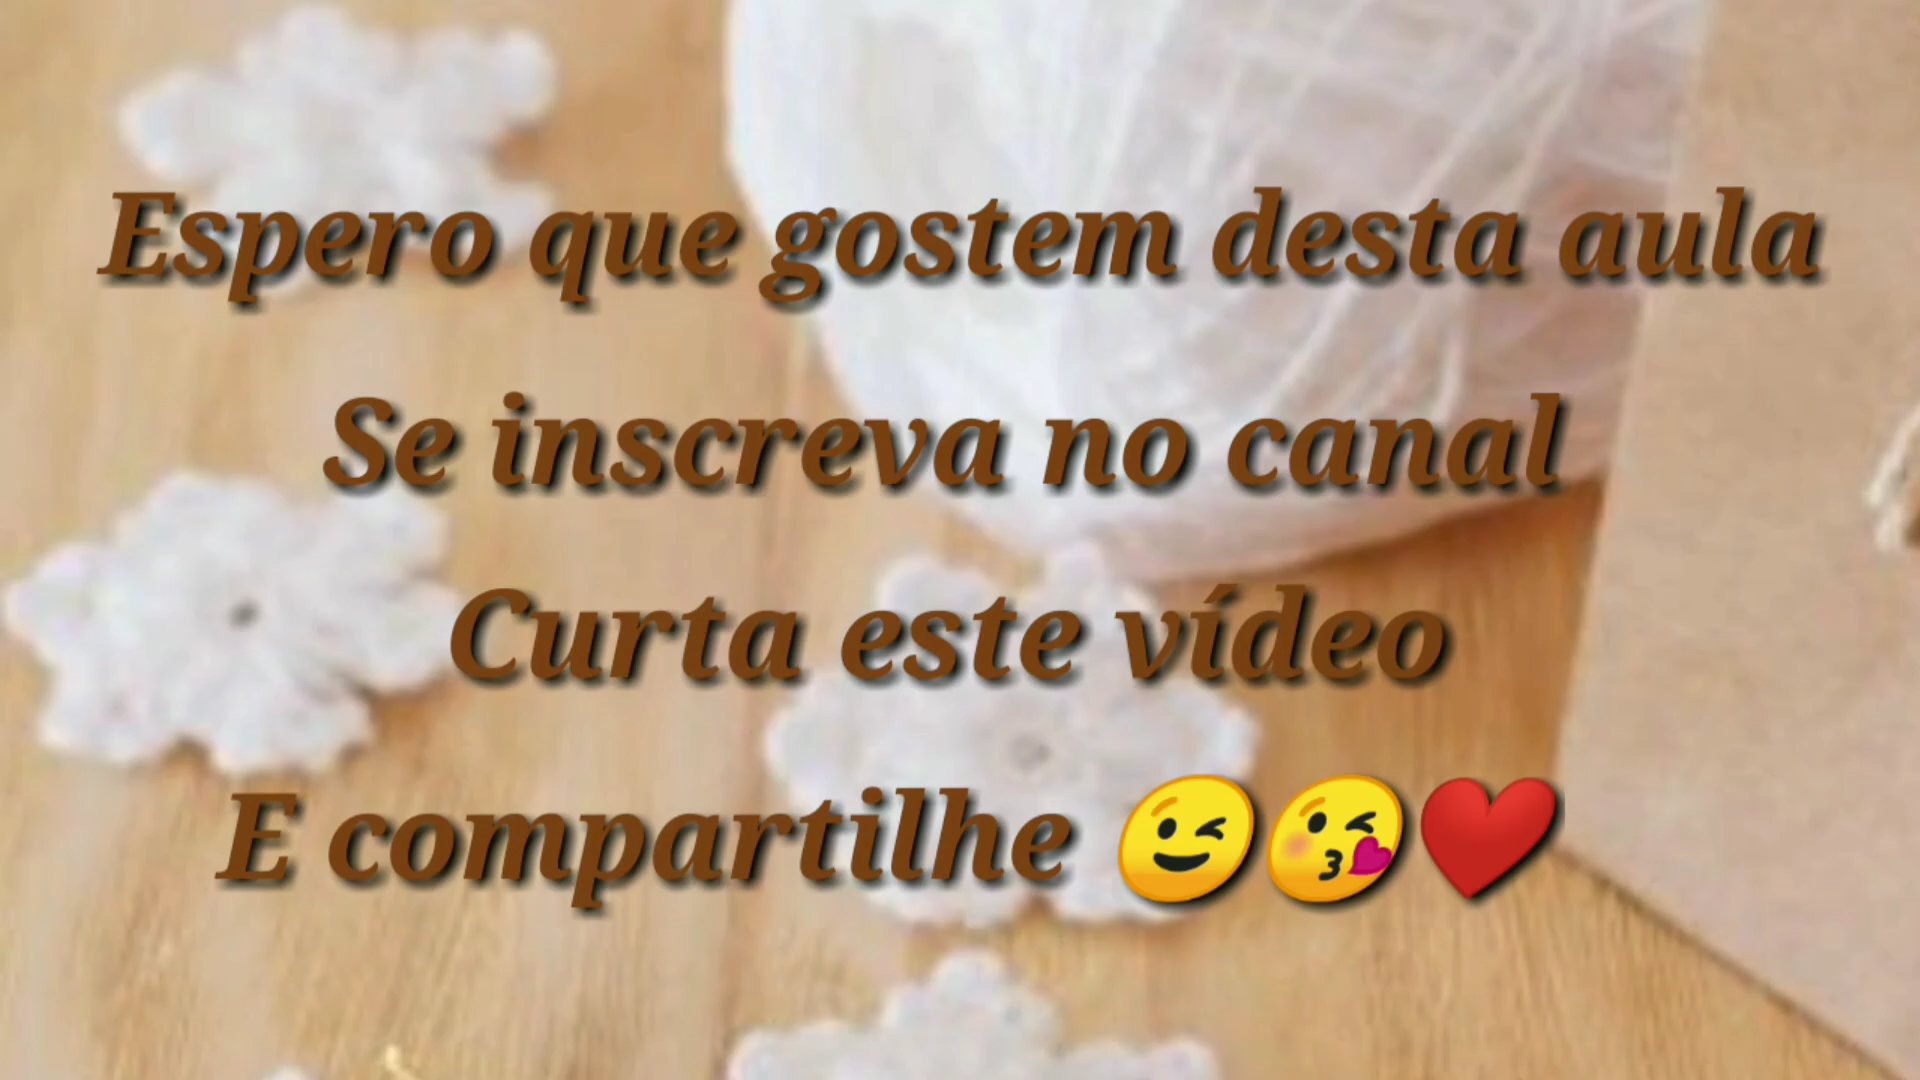 Espero que gostem desta aula
Se inscreva no canal
Curta este vídeo
E compartilhe 😉😘❤️